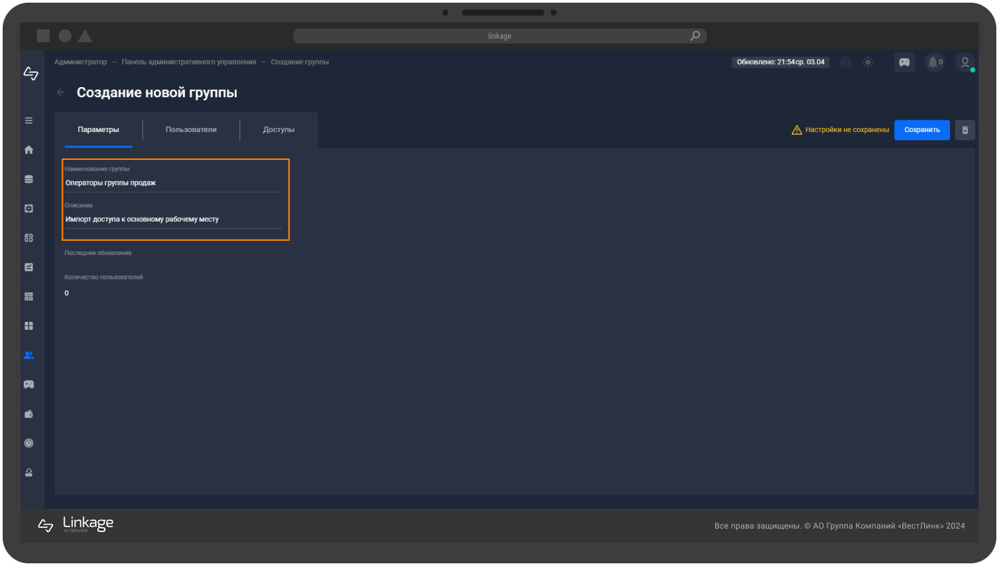 linkage
Администратор – Панель административного управления – Создание группы
Обновлено: 21:54 ср. 03.04
0
Создание новой группы
Параметры
Пользователи
Доступы
Настройки не сохранены
Сохранить
Наименование группы
Операторы группы продаж
Описание
Импорт доступа к основному рабочему месту
Последнее обновление
Количество пользователей
0
Linkage
AI DRIVEN
Все права защищены. © АО Группа Компаний «ВестЛинк» 2024